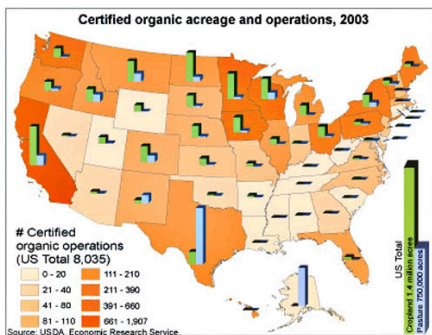 Certified organic acreage and operations, 2003
# Certified
organic operations
(US Total 8,035)
0 - 20
21 - 40
41 - 80
81 - 110
111 - 210
211 - 390
391 - 660
661 - 1,907
US Total
Cropland 1.4 million acres
Pasture 750,000 acres
Source: USDA, Economic Research Service